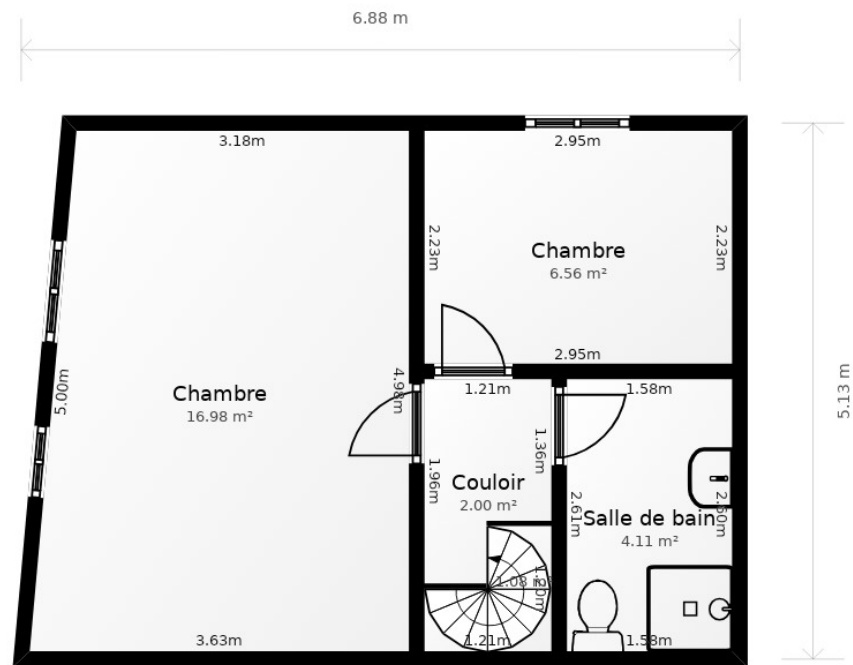 6.88 m
3.18m
2.95m
2.23m
2.23m
Chambre
6.56 m²
2.95m
4.98m
5.00m
Chambre
16.98 m²
1.21m
1.58m
5.13 m
1.36m
1.96m
Couloir
2.00 m²
2.61m
Salle de bain
4.11 m²
2.60m
3.63m
1.21m
1.58m